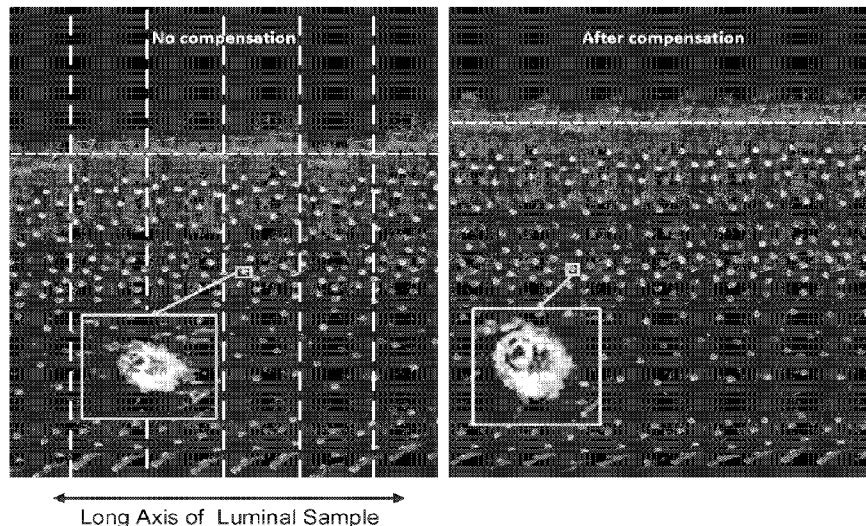 No compensation
After compensation
Long Axis of Luminal Sample